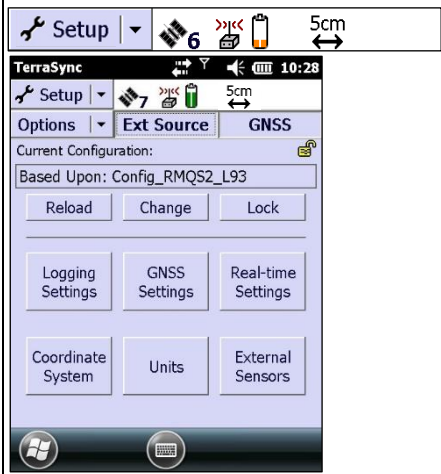 Setup 6 5cm
TerraSync 10:28
Setup 7 5cm
Options Ext Source GNSS
Current Configuration:
Based Upon: Config_RMQS2_L93
Reload Change Lock
Logging Settings
GNSS Settings
Real-time Settings
Coordinate System
Units
External Sensors